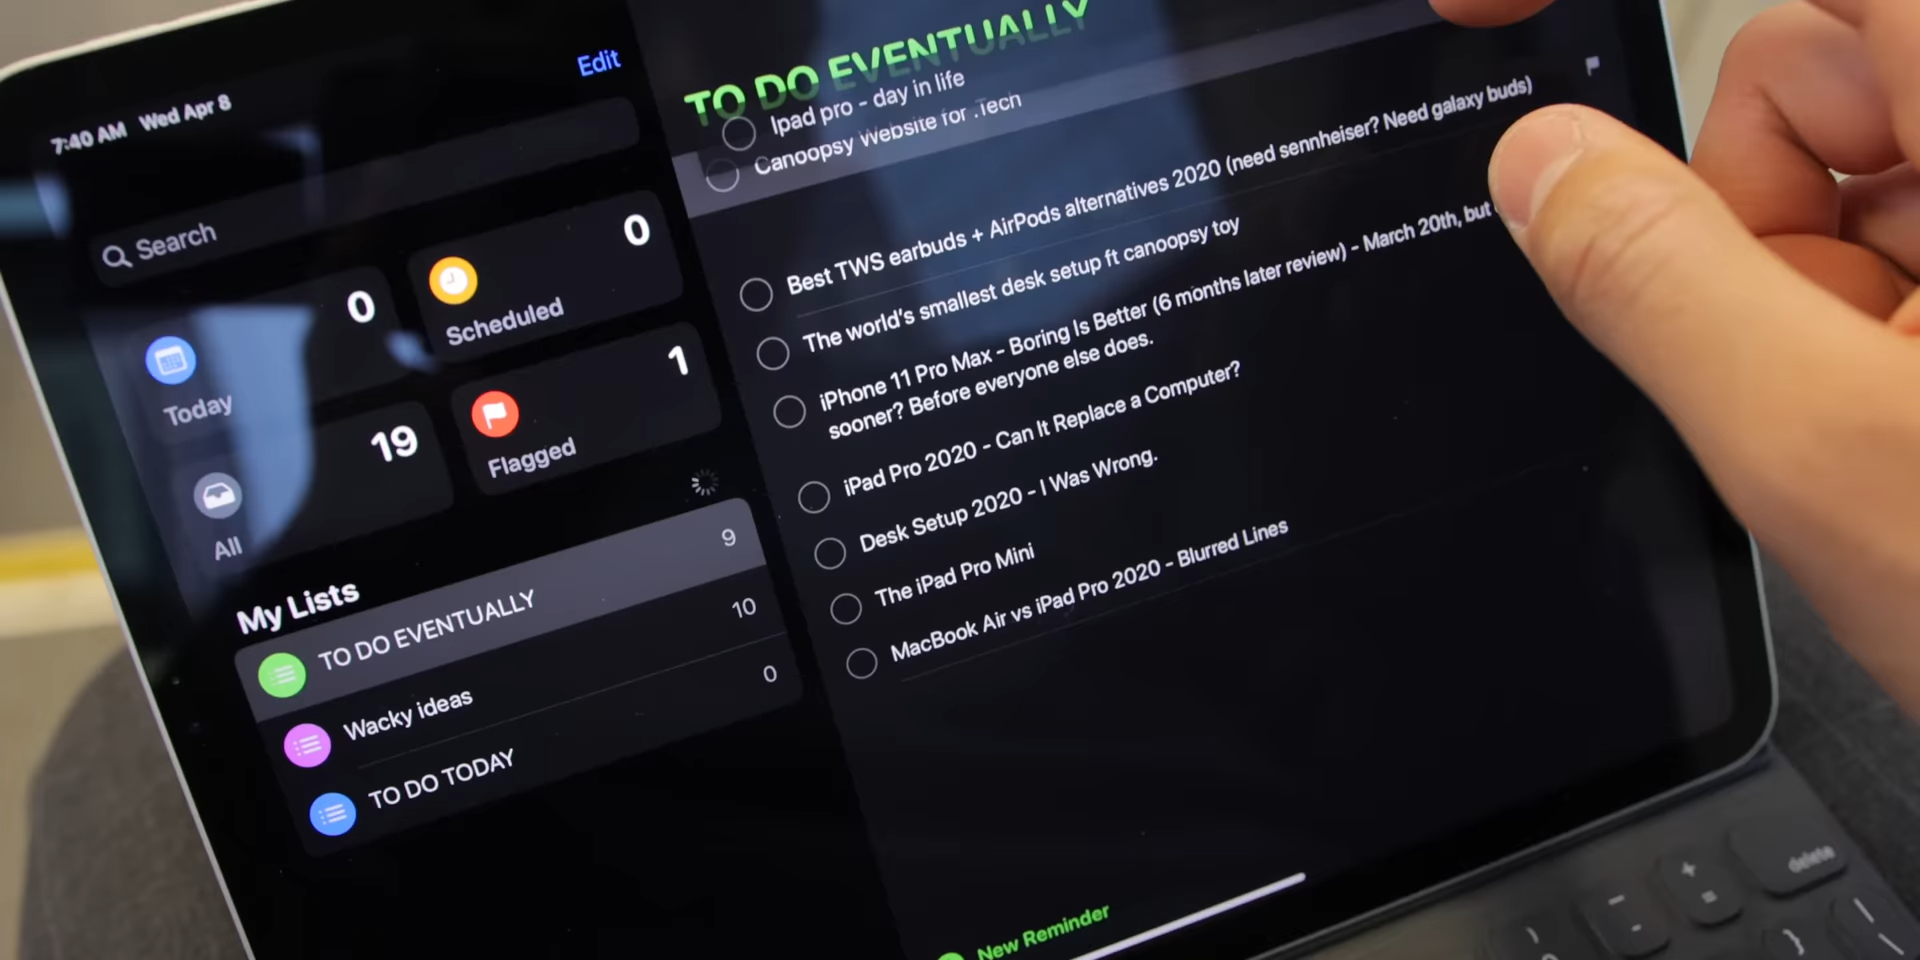 7:40 AM Wed Apr 8
Edit
Search
0
Today
0
Scheduled
19
All
1
Flagged
My Lists
TO DO EVENTUALLY 9
Wacky ideas 10
TO DO TODAY 0
TO DO EVENTUALLY
Ipad pro - day in life
Canoopsy Website for .Tech
Best TWS earbuds + AirPods alternatives 2020 (need sennheiser? Need galaxy buds)
The world's smallest desk setup ft canoopsy toy
iPhone 11 Pro Max - Boring Is Better (6 months later review) - March 20th, but
sooner? Before everyone else does.
iPad Pro 2020 - Can It Replace a Computer?
Desk Setup 2020 - I Was Wrong.
The iPad Pro Mini
MacBook Air vs iPad Pro 2020 - Blurred Lines
New Reminder
delete
+
=